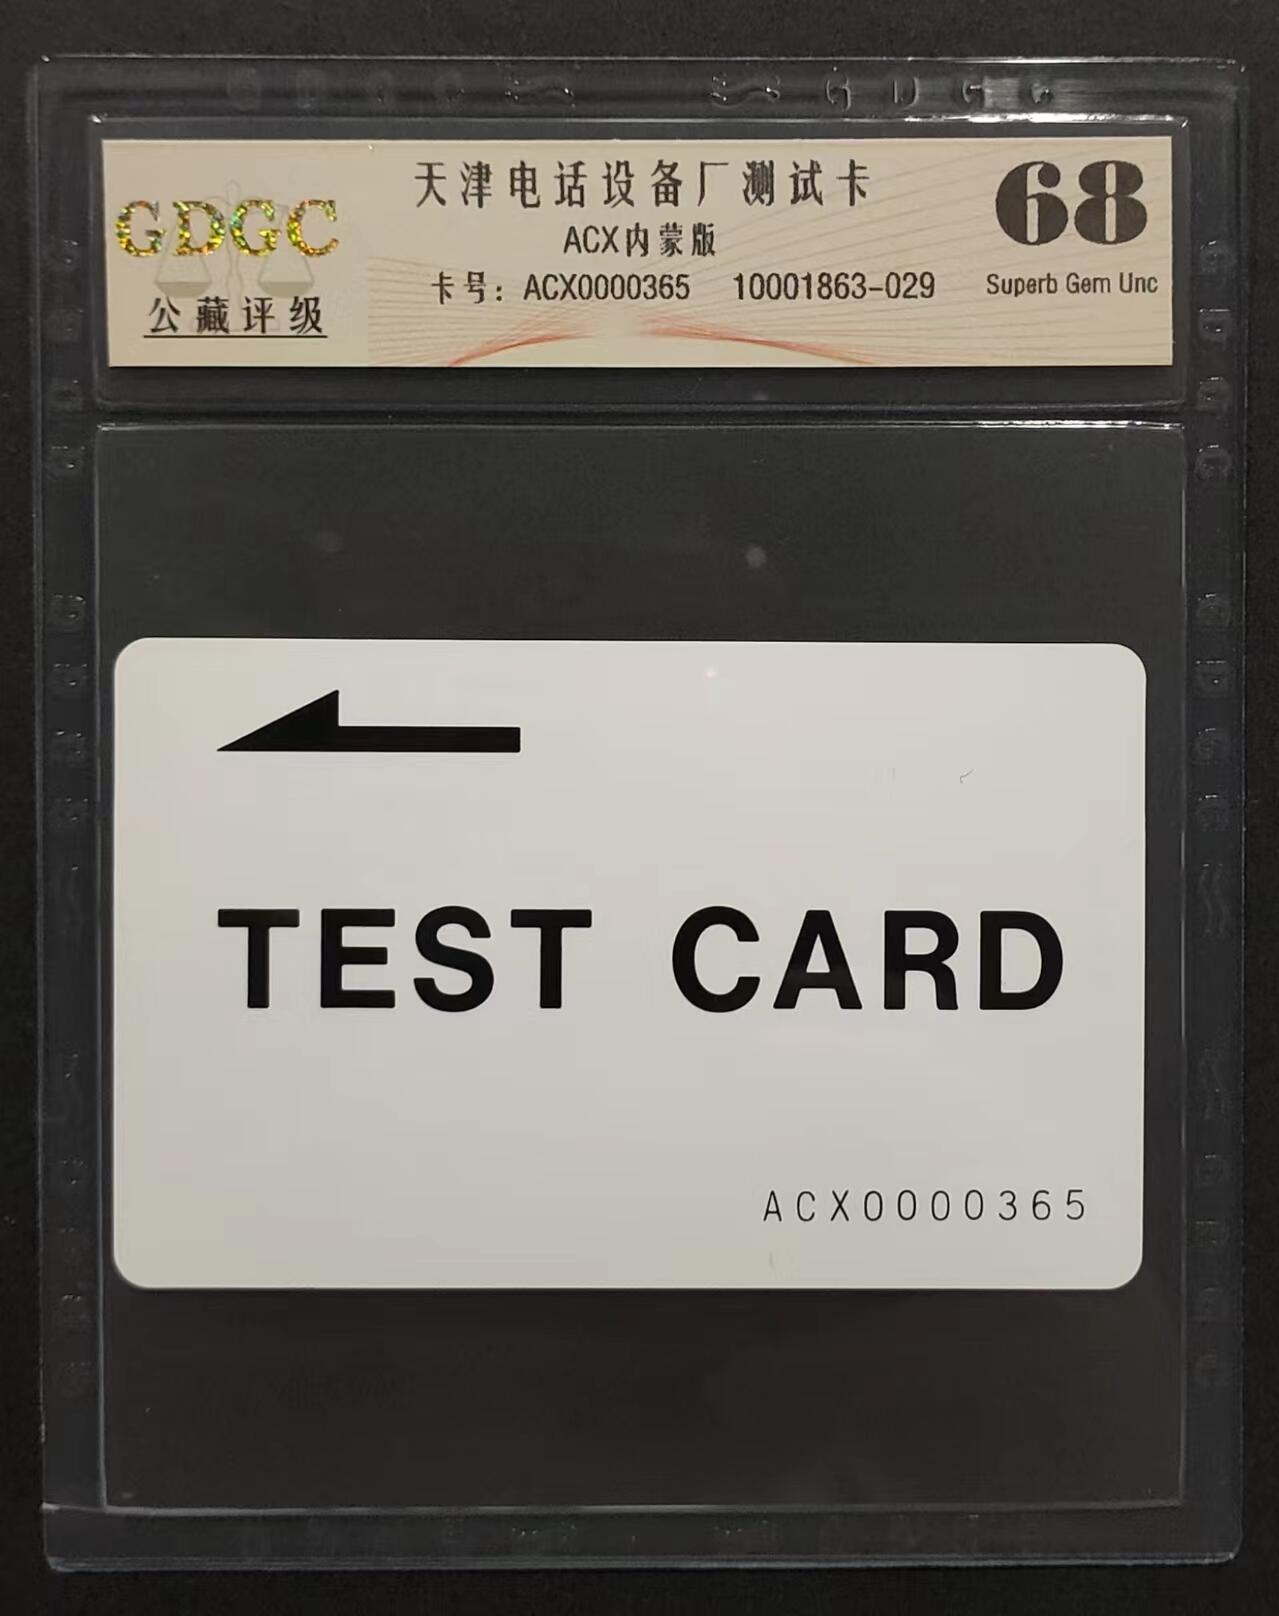 天津电话设备厂测试卡
ACX内蒙版
卡号：ACX0000365 10001863-029
GDGC
公藏评级
68
Superb Gem Unc
TEST CARD
ACX0000365